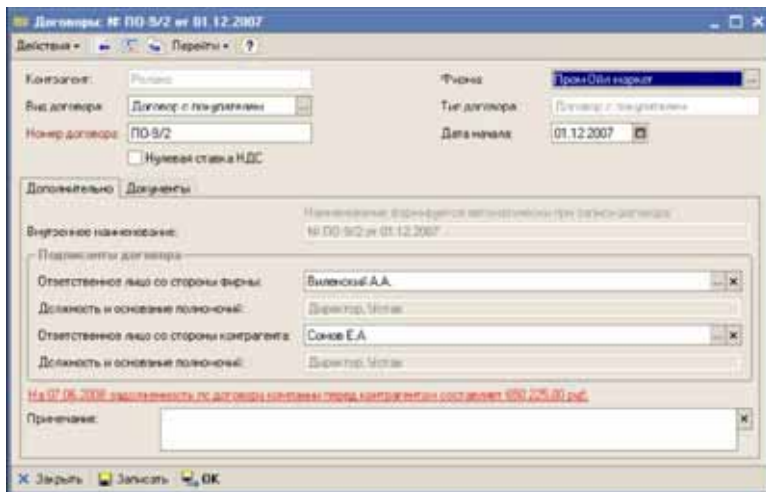 Договоры: № ПО-9/2 от 01.12.2007
Действия Перейти ?
Контрагент: Фирма: ПромОйл маркет
Вид договора: Договор с покупателем Тип договора: Договор с покупателем
Номер договора: ПО-9/2 Дата начала: 01.12.2007
Нулевая ставка НДС
Дополнительно Документы
Наименование формируется автоматически при записи договора
Внутреннее наименование: № ПО-9/2 от 01.12.2007
Подписанты договора
Ответственное лицо со стороны фирмы: Виленский А.А.
Должность и основание полномочий: Директор, Устав
Ответственное лицо со стороны контрагента: Сомов Е.А
Должность и основание полномочий: Директор, Устав
На 07.06.2008 задолженность по договору компании перед контрагентом составляет 650 225,00 руб.
Примечание:
Закрыть Записать OK